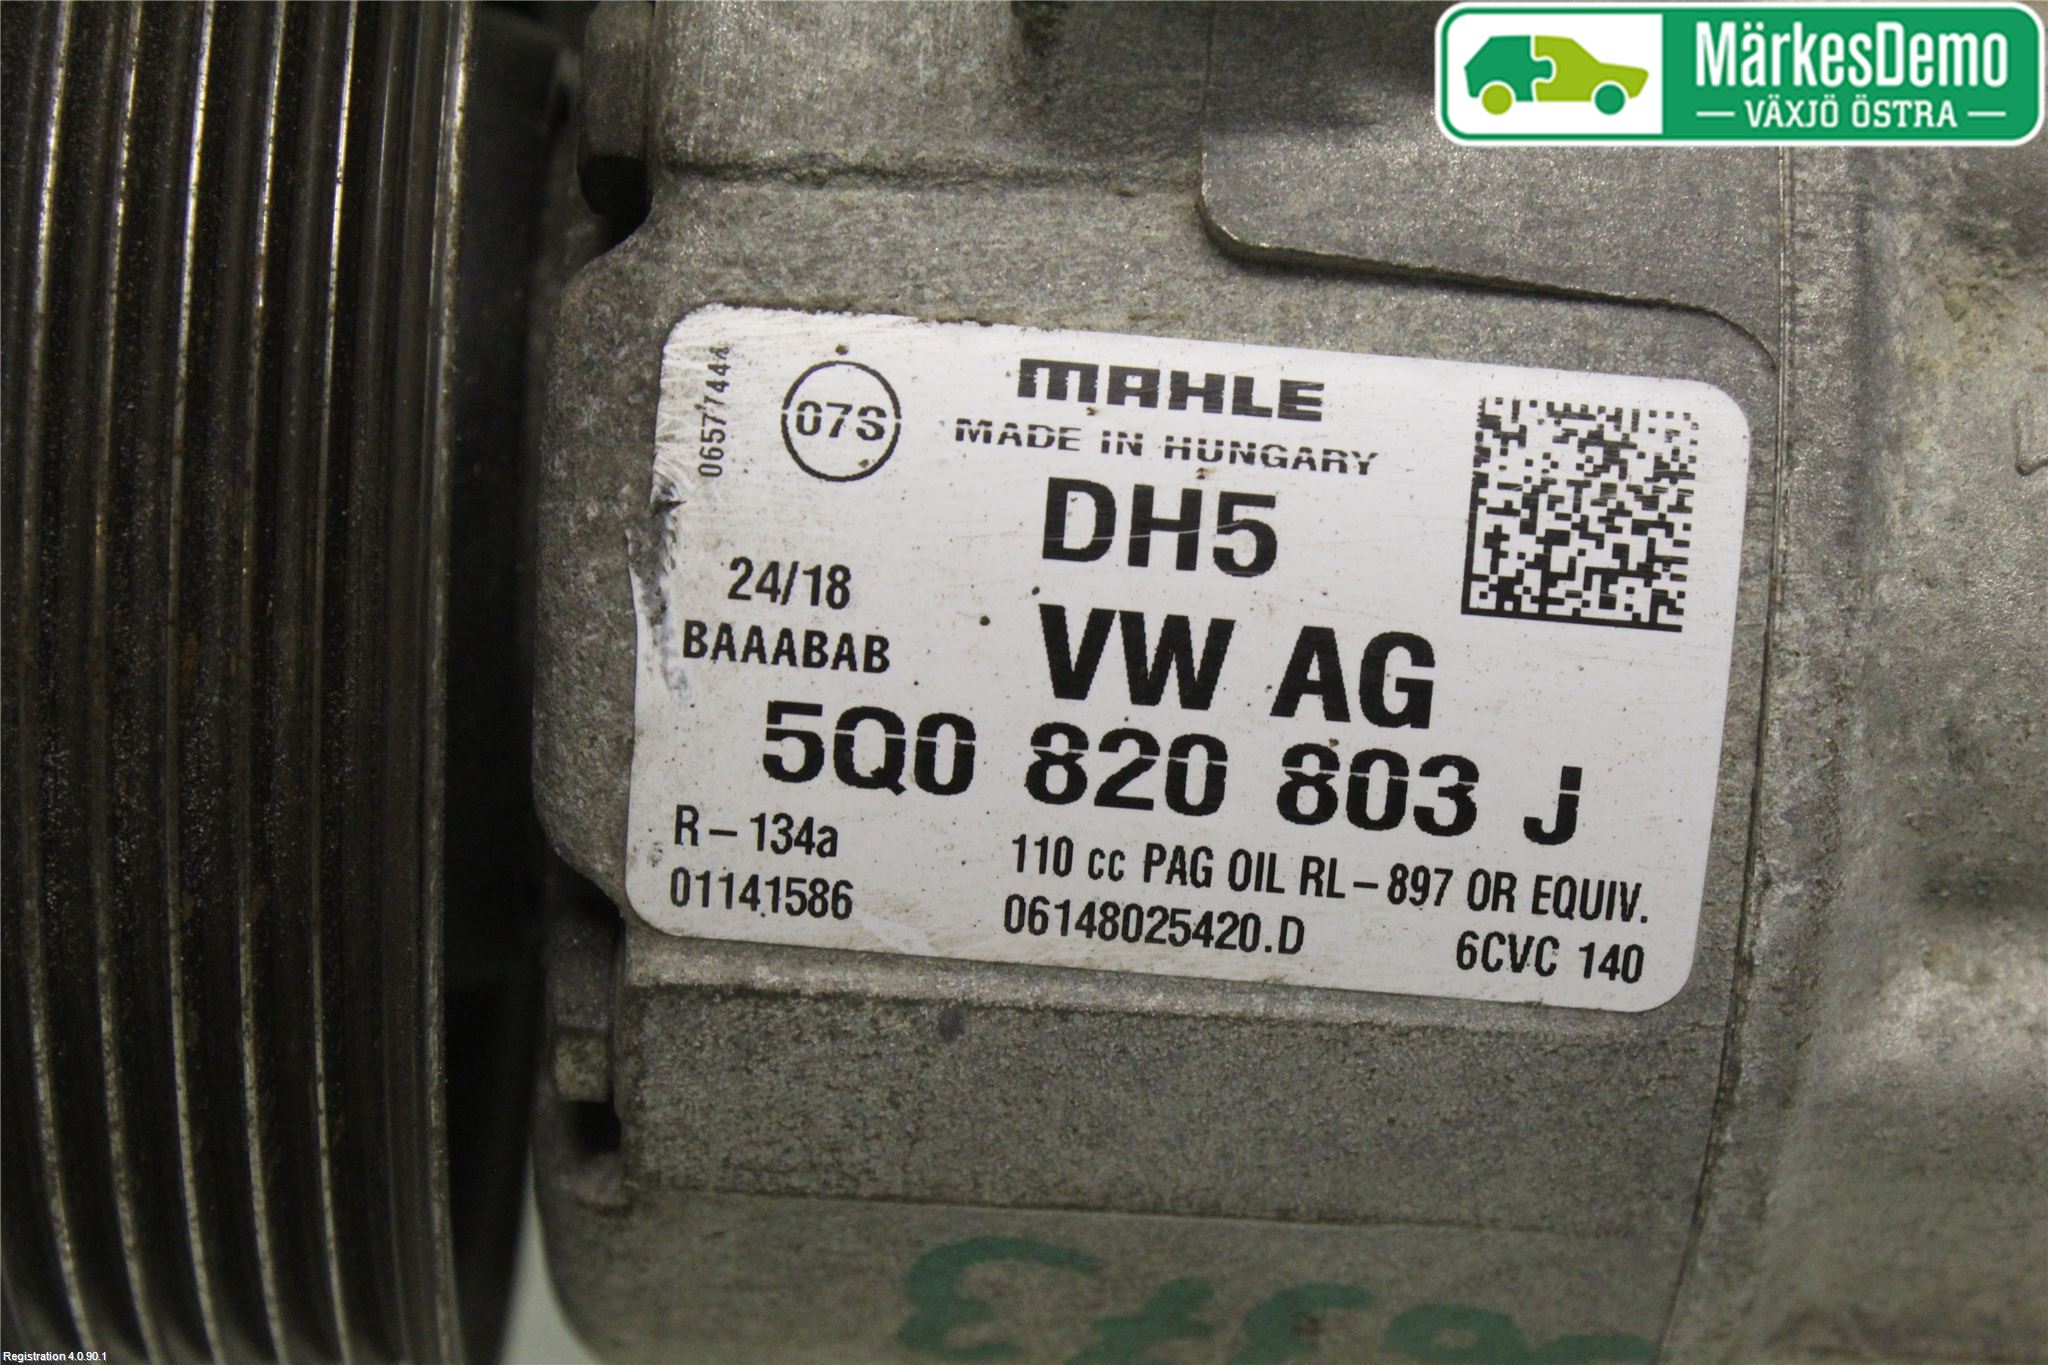 MärkesDemo
VÄXJÖ ÖSTRA
06577444
07S
MAHLE
MADE IN HUNGARY
DH5
24/18
BAAABAB
VW AG
5Q0 820 803 J
R-134a
110 cc PAG OIL RL-897 OR EQUIV.
01141586
06148025420.D
6CVC 140
Registration 4.0.90.1